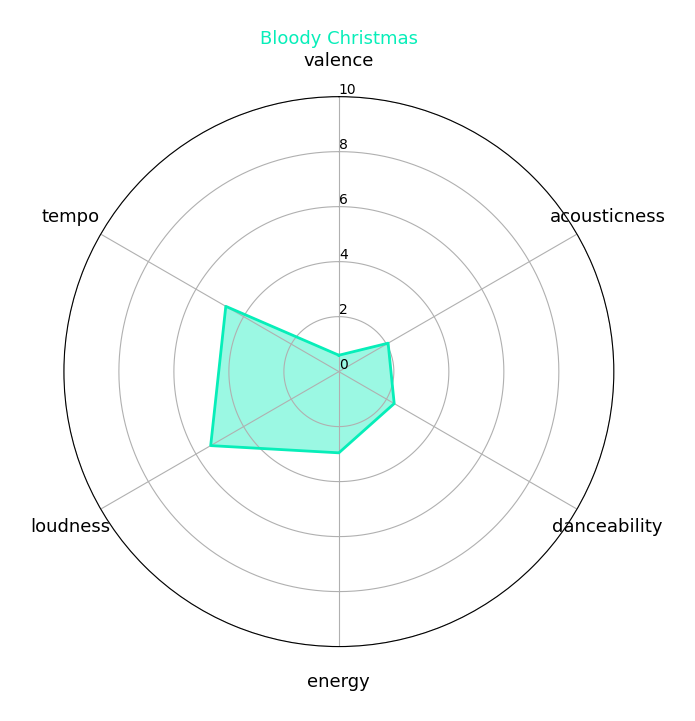 Bloody Christmas
valence
10
8
6
4
2
0
tempo
acousticness
loudness
danceability
energy